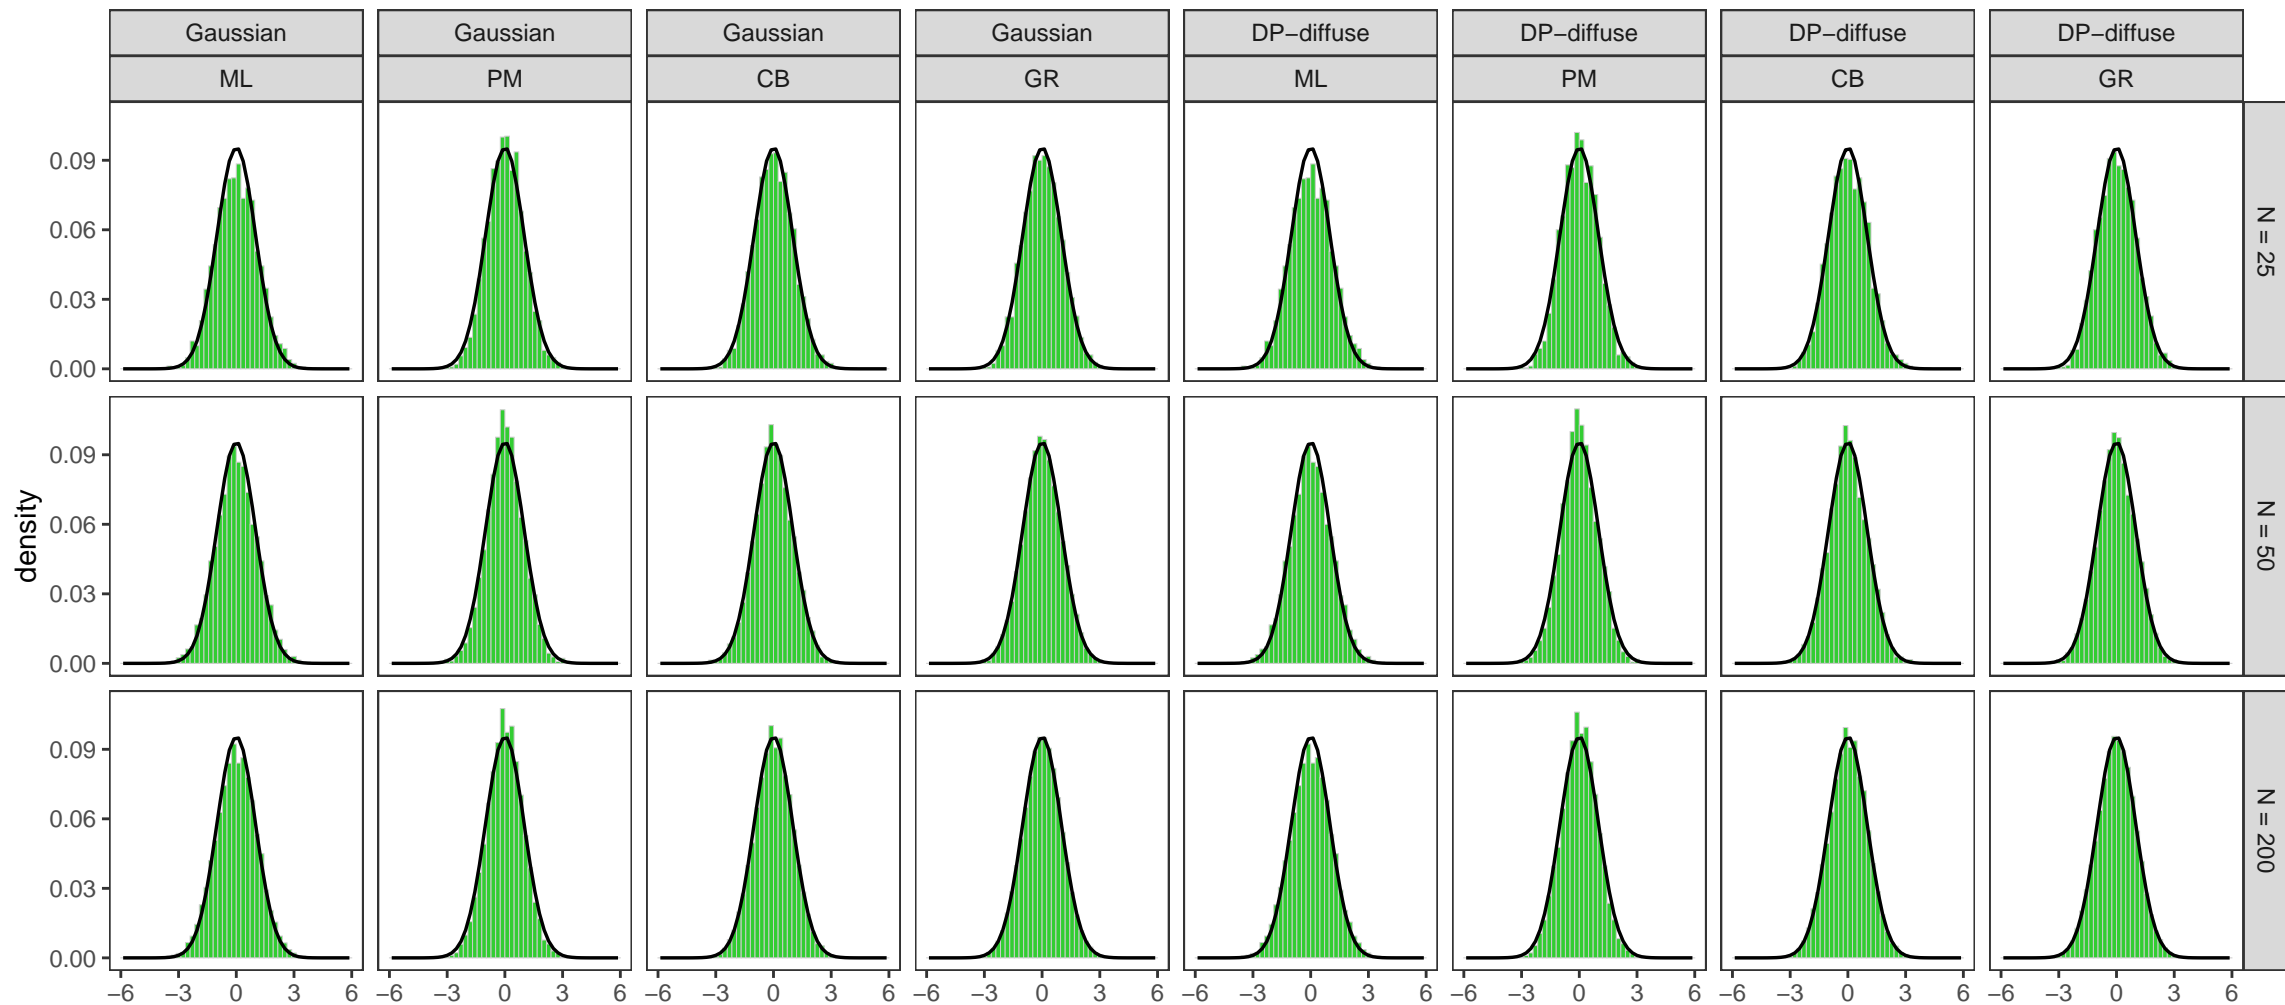 Gaussian Gaussian Gaussian Gaussian DP−diffuse DP−diffuse DP−diffuse DP−diffuse
ML PM CB GR ML PM CB GR
0.09
0.06
0.03
0.00
N = 25
0.09
0.06
0.03
0.00
N = 50
density
0.09
0.06
0.03
0.00
N = 200
−6 −3 0 3 6 −6 −3 0 3 6 −6 −3 0 3 6 −6 −3 0 3 6 −6 −3 0 3 6 −6 −3 0 3 6 −6 −3 0 3 6 −6 −3 0 3 6